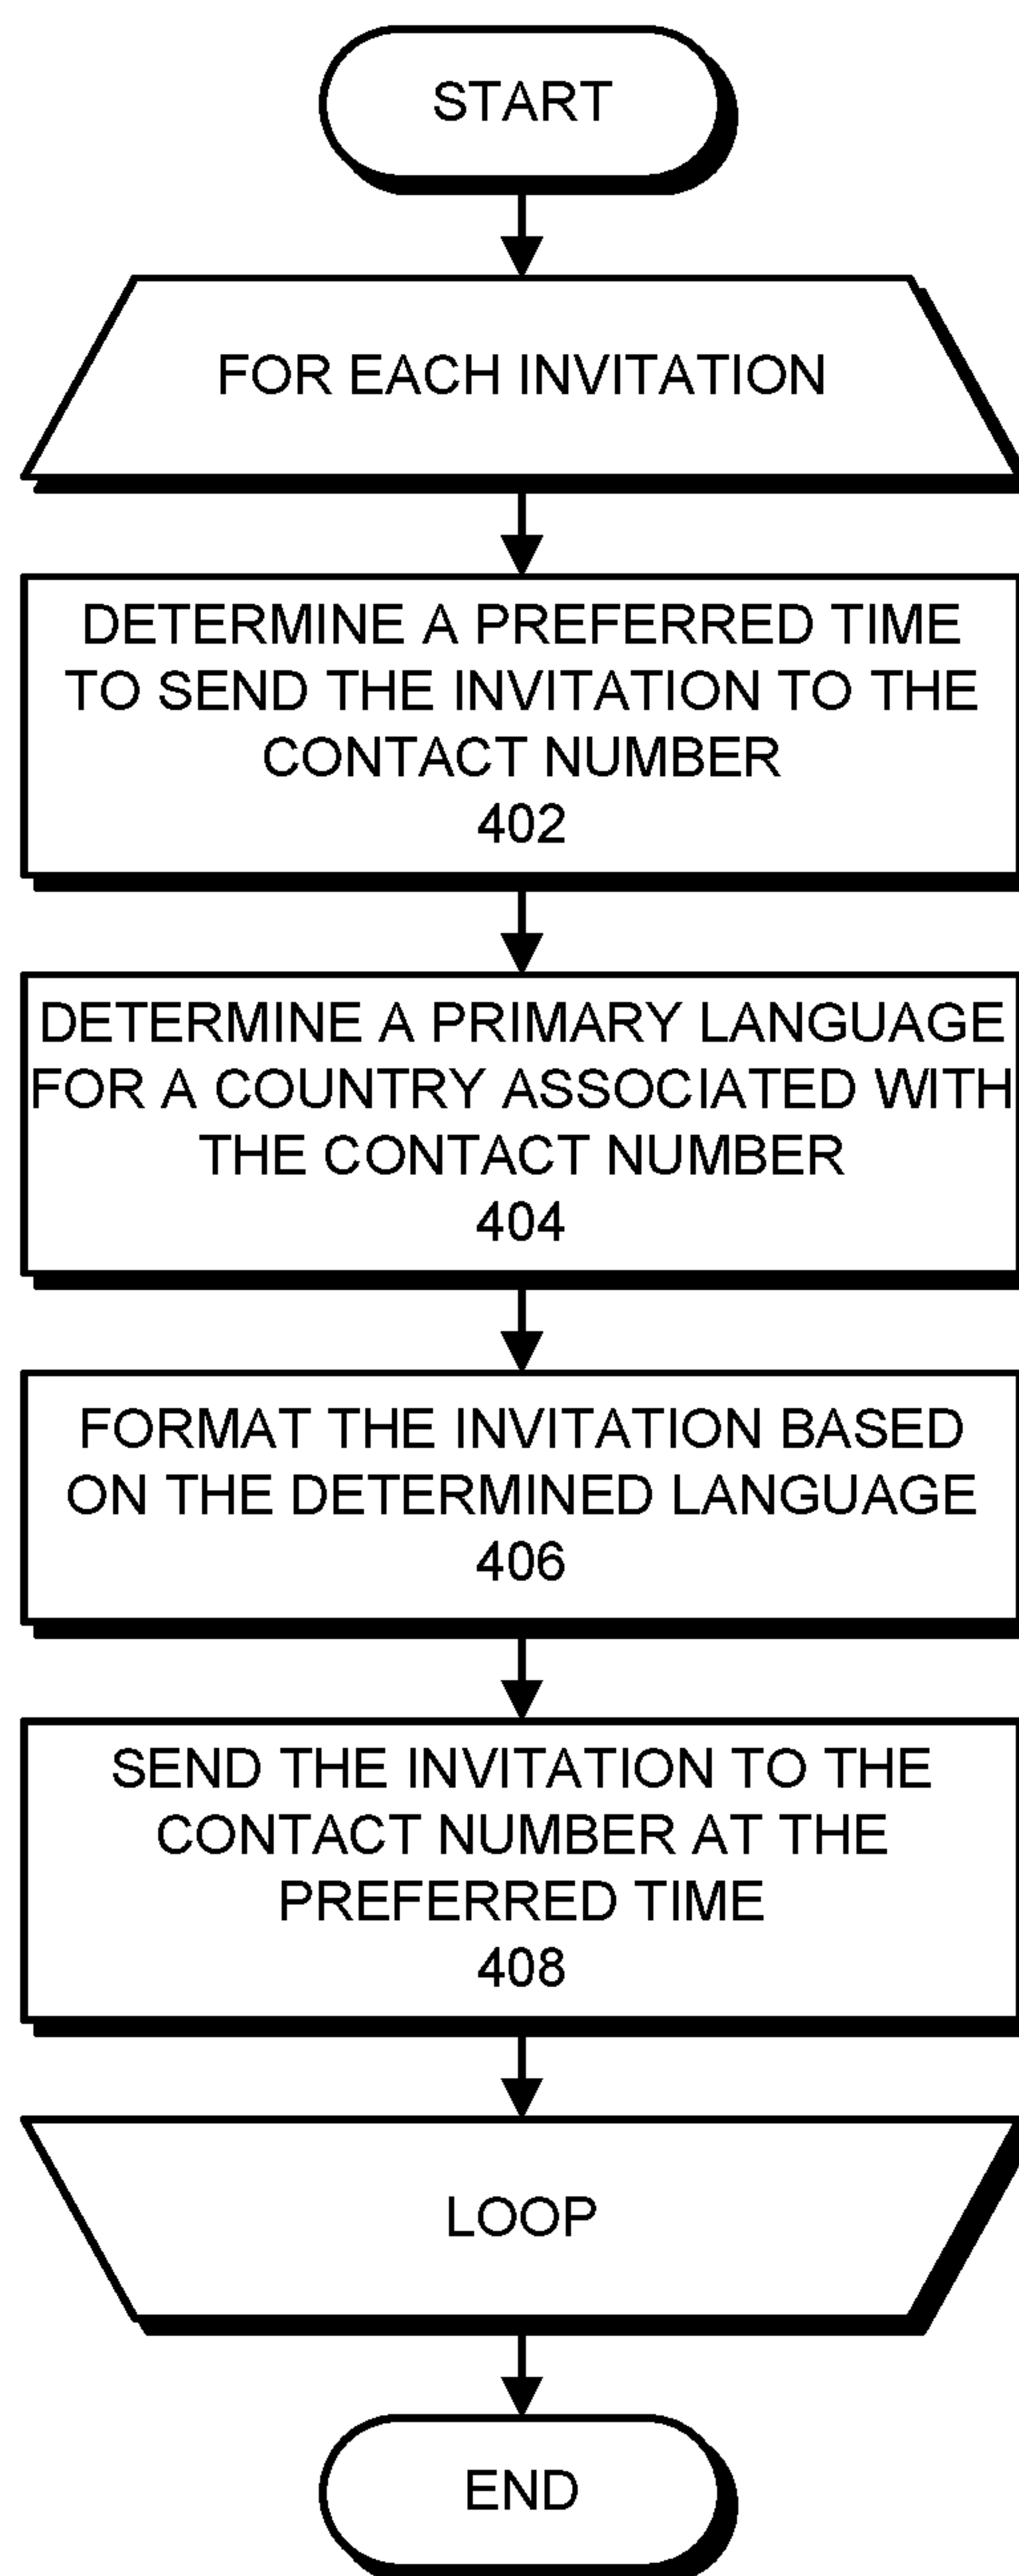 START
FOR EACH INVITATION
DETERMINE A PREFERRED TIME
TO SEND THE INVITATION TO THE
CONTACT NUMBER
402
DETERMINE A PRIMARY LANGUAGE
FOR A COUNTRY ASSOCIATED WITH
THE CONTACT NUMBER
404
FORMAT THE INVITATION BASED
ON THE DETERMINED LANGUAGE
406
SEND THE INVITATION TO THE
CONTACT NUMBER AT THE
PREFERRED TIME
408
LOOP
END